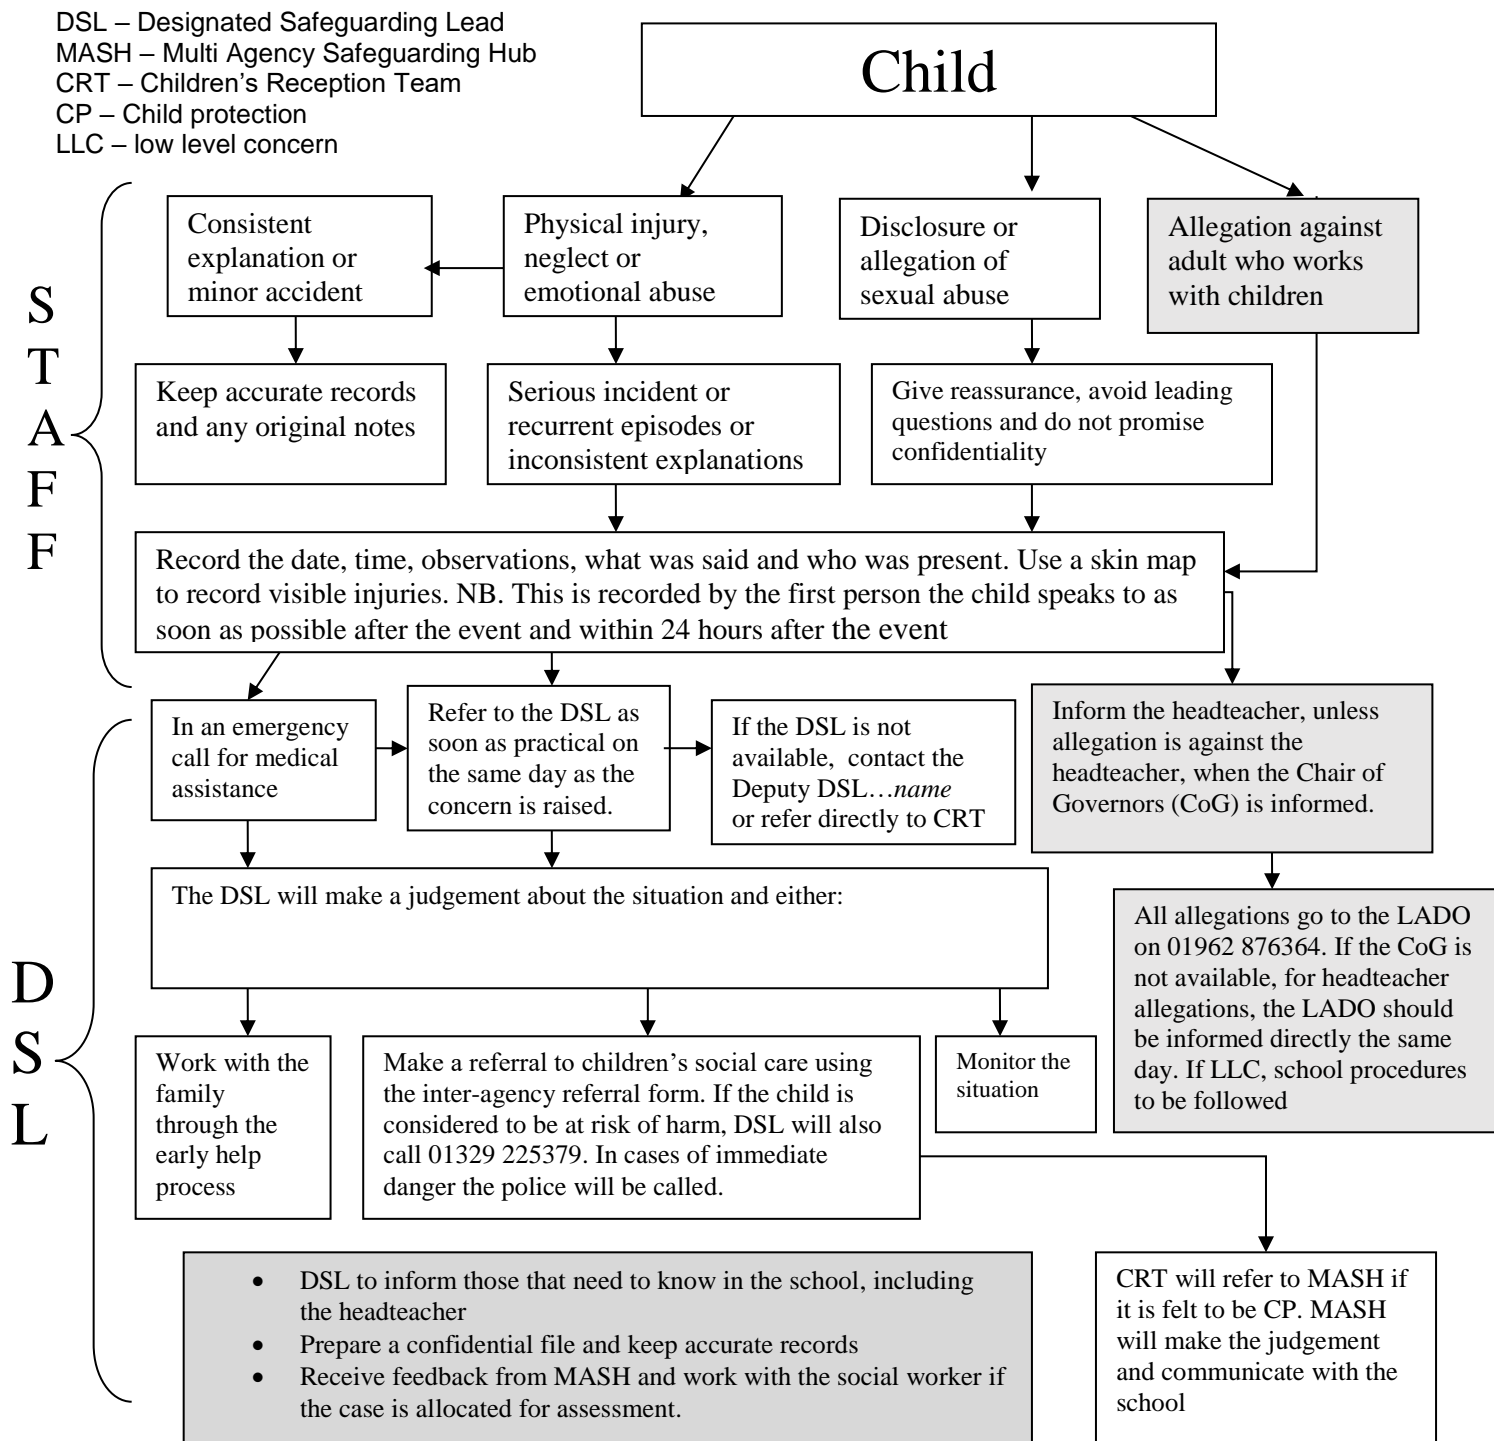 DSL – Designated Safeguarding Lead
MASH – Multi Agency Safeguarding Hub
CRT – Children's Reception Team
CP – Child protection
LLC – low level concern
Child
S
T
A
F
F
Consistent
explanation or
minor accident
Physical injury,
neglect or
emotional abuse
Disclosure or
allegation of
sexual abuse
Allegation against
adult who works
with children
Keep accurate records
and any original notes
Serious incident or
recurrent episodes or
inconsistent explanations
Give reassurance, avoid leading
questions and do not promise
confidentiality
Record the date, time, observations, what was said and who was present. Use a skin map
to record visible injuries. NB. This is recorded by the first person the child speaks to as
soon as possible after the event and within 24 hours after the event
D
S
L
In an emergency
call for medical
assistance
Refer to the DSL as
soon as practical on
the same day as the
concern is raised.
If the DSL is not
available,  contact the
Deputy DSL…name
or refer directly to CRT
Inform the headteacher, unless
allegation is against the
headteacher, when the Chair of
Governors (CoG) is informed.
The DSL will make a judgement about the situation and either:
All allegations go to the LADO
on 01962 876364. If the CoG is
not available, for headteacher
allegations, the LADO should
be informed directly the same
day. If LLC, school procedures
to be followed
Work with the
family
through the
early help
process
Make a referral to children's social care using
the inter-agency referral form. If the child is
considered to be at risk of harm, DSL will also
call 01329 225379. In cases of immediate
danger the police will be called.
Monitor the
situation
• DSL to inform those that need to know in the school, including
the headteacher
• Prepare a confidential file and keep accurate records
• Receive feedback from MASH and work with the social worker if
the case is allocated for assessment.
CRT will refer to MASH if
it is felt to be CP. MASH
will make the judgement
and communicate with the
school